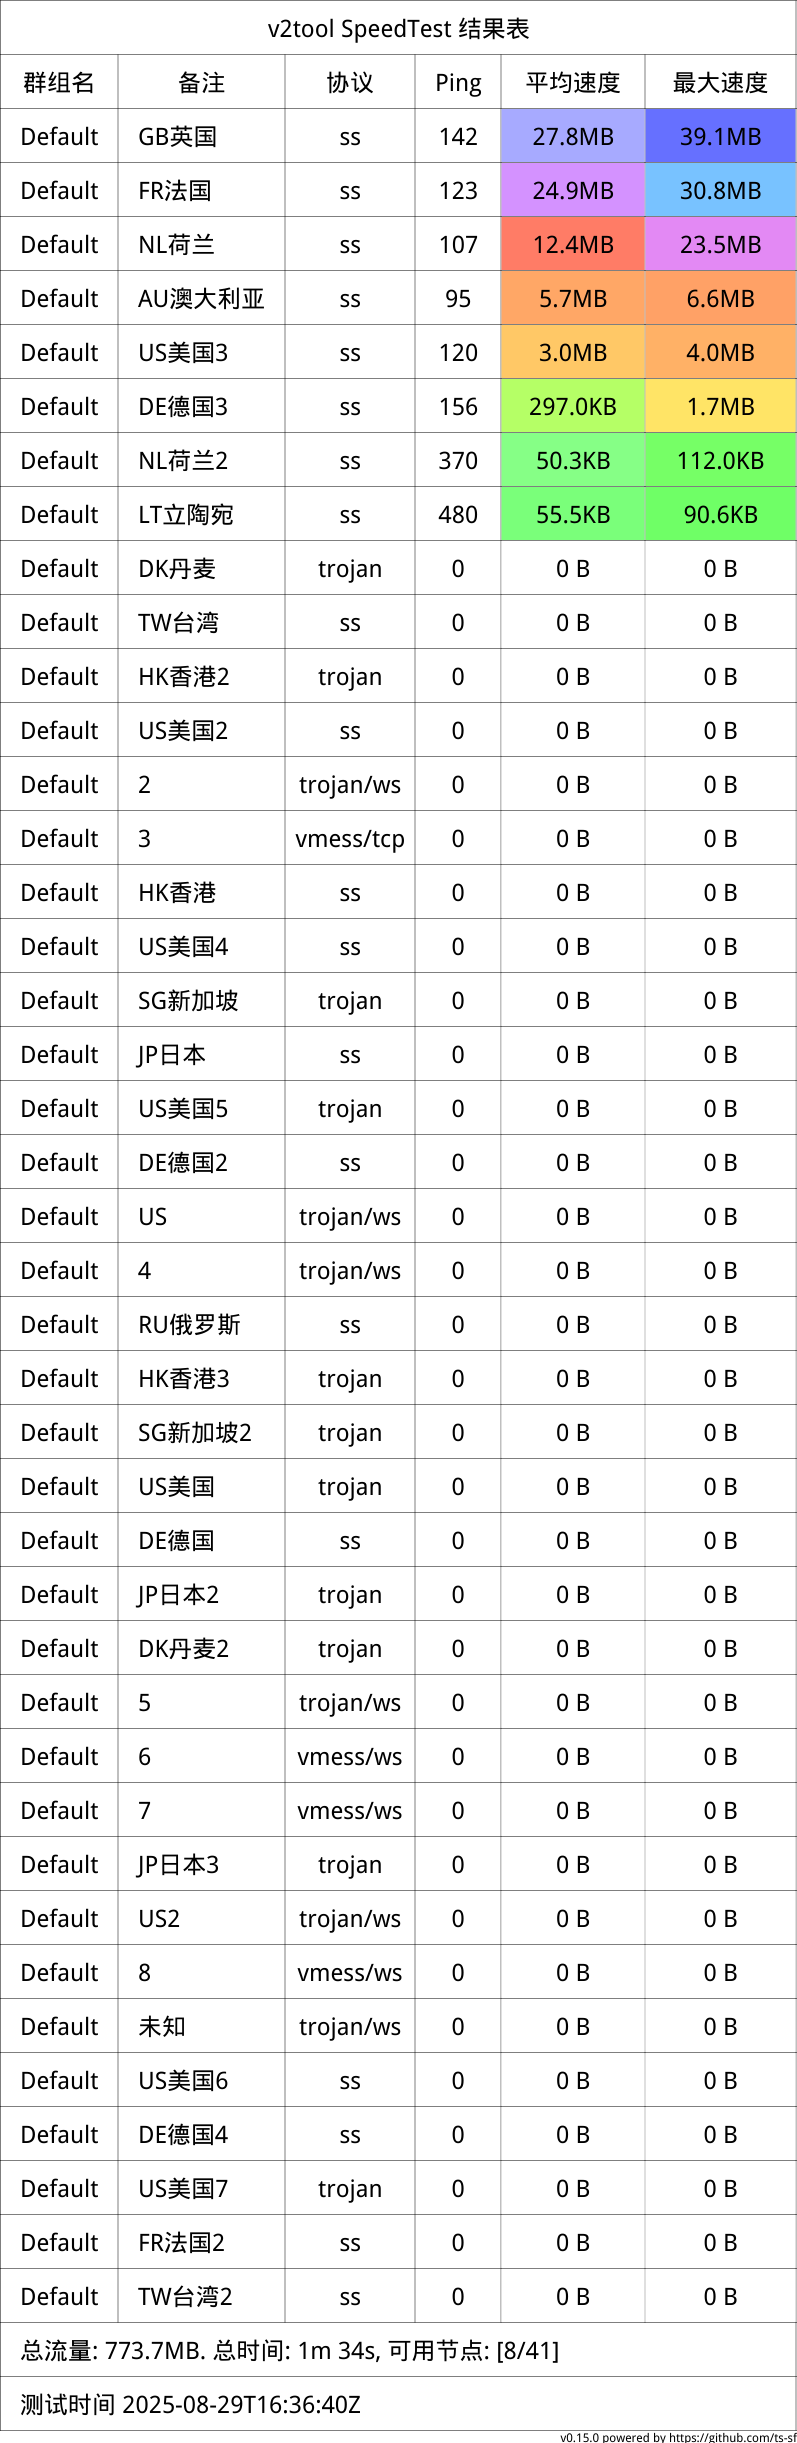 v2tool SpeedTest 结果表
群组名 备注 协议 Ping 平均速度 最大速度
Default GB英国 ss 142 27.8MB 39.1MB
Default FR法国 ss 123 24.9MB 30.8MB
Default NL荷兰 ss 107 12.4MB 23.5MB
Default AU澳大利亚 ss 95 5.7MB 6.6MB
Default US美国3 ss 120 3.0MB 4.0MB
Default DE德国3 ss 156 297.0KB 1.7MB
Default NL荷兰2 ss 370 50.3KB 112.0KB
Default LT立陶宛 ss 480 55.5KB 90.6KB
Default DK丹麦 trojan 0 0 B 0 B
Default TW台湾 ss 0 0 B 0 B
Default HK香港2 trojan 0 0 B 0 B
Default US美国2 ss 0 0 B 0 B
Default 2 trojan/ws 0 0 B 0 B
Default 3 vmess/tcp 0 0 B 0 B
Default HK香港 ss 0 0 B 0 B
Default US美国4 ss 0 0 B 0 B
Default SG新加坡 trojan 0 0 B 0 B
Default JP日本 ss 0 0 B 0 B
Default US美国5 trojan 0 0 B 0 B
Default DE德国2 ss 0 0 B 0 B
Default US trojan/ws 0 0 B 0 B
Default 4 trojan/ws 0 0 B 0 B
Default RU俄罗斯 ss 0 0 B 0 B
Default HK香港3 trojan 0 0 B 0 B
Default SG新加坡2 trojan 0 0 B 0 B
Default US美国 trojan 0 0 B 0 B
Default DE德国 ss 0 0 B 0 B
Default JP日本2 trojan 0 0 B 0 B
Default DK丹麦2 trojan 0 0 B 0 B
Default 5 trojan/ws 0 0 B 0 B
Default 6 vmess/ws 0 0 B 0 B
Default 7 vmess/ws 0 0 B 0 B
Default JP日本3 trojan 0 0 B 0 B
Default US2 trojan/ws 0 0 B 0 B
Default 8 vmess/ws 0 0 B 0 B
Default 未知 trojan/ws 0 0 B 0 B
Default US美国6 ss 0 0 B 0 B
Default DE德国4 ss 0 0 B 0 B
Default US美国7 trojan 0 0 B 0 B
Default FR法国2 ss 0 0 B 0 B
Default TW台湾2 ss 0 0 B 0 B
总流量: 773.7MB. 总时间: 1m 34s, 可用节点: [8/41]
测试时间 2025-08-29T16:36:40Z
v0.15.0 powered by https://github.com/ts-sf